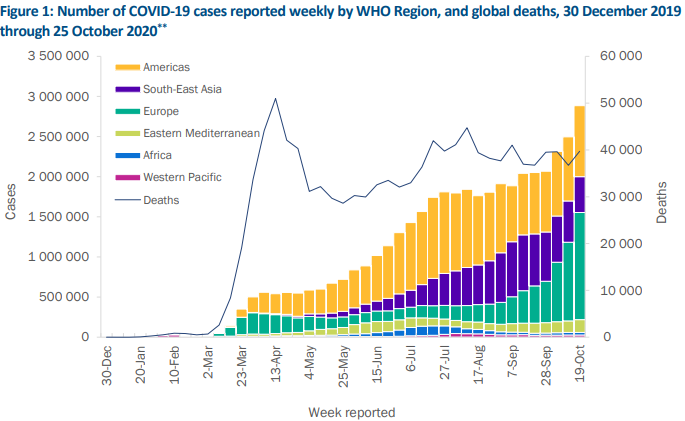 Figure 1: Number of COVID-19 cases reported weekly by WHO Region, and global deaths, 30 December 2019
through 25 October 2020**
3 500 000
3 000 000
2 500 000
2 000 000
1 500 000
1 000 000
500 000
0
Cases
Americas
South-East Asia
Europe
Eastern Mediterranean
Africa
Western Pacific
Deaths
60 000
50 000
40 000
30 000
20 000
10 000
0
Deaths
30-Dec
20-Jan
10-Feb
2-Mar
23-Mar
13-Apr
4-May
25-May
15-Jun
6-Jul
27-Jul
17-Aug
7-Sep
28-Sep
19-Oct
Week reported